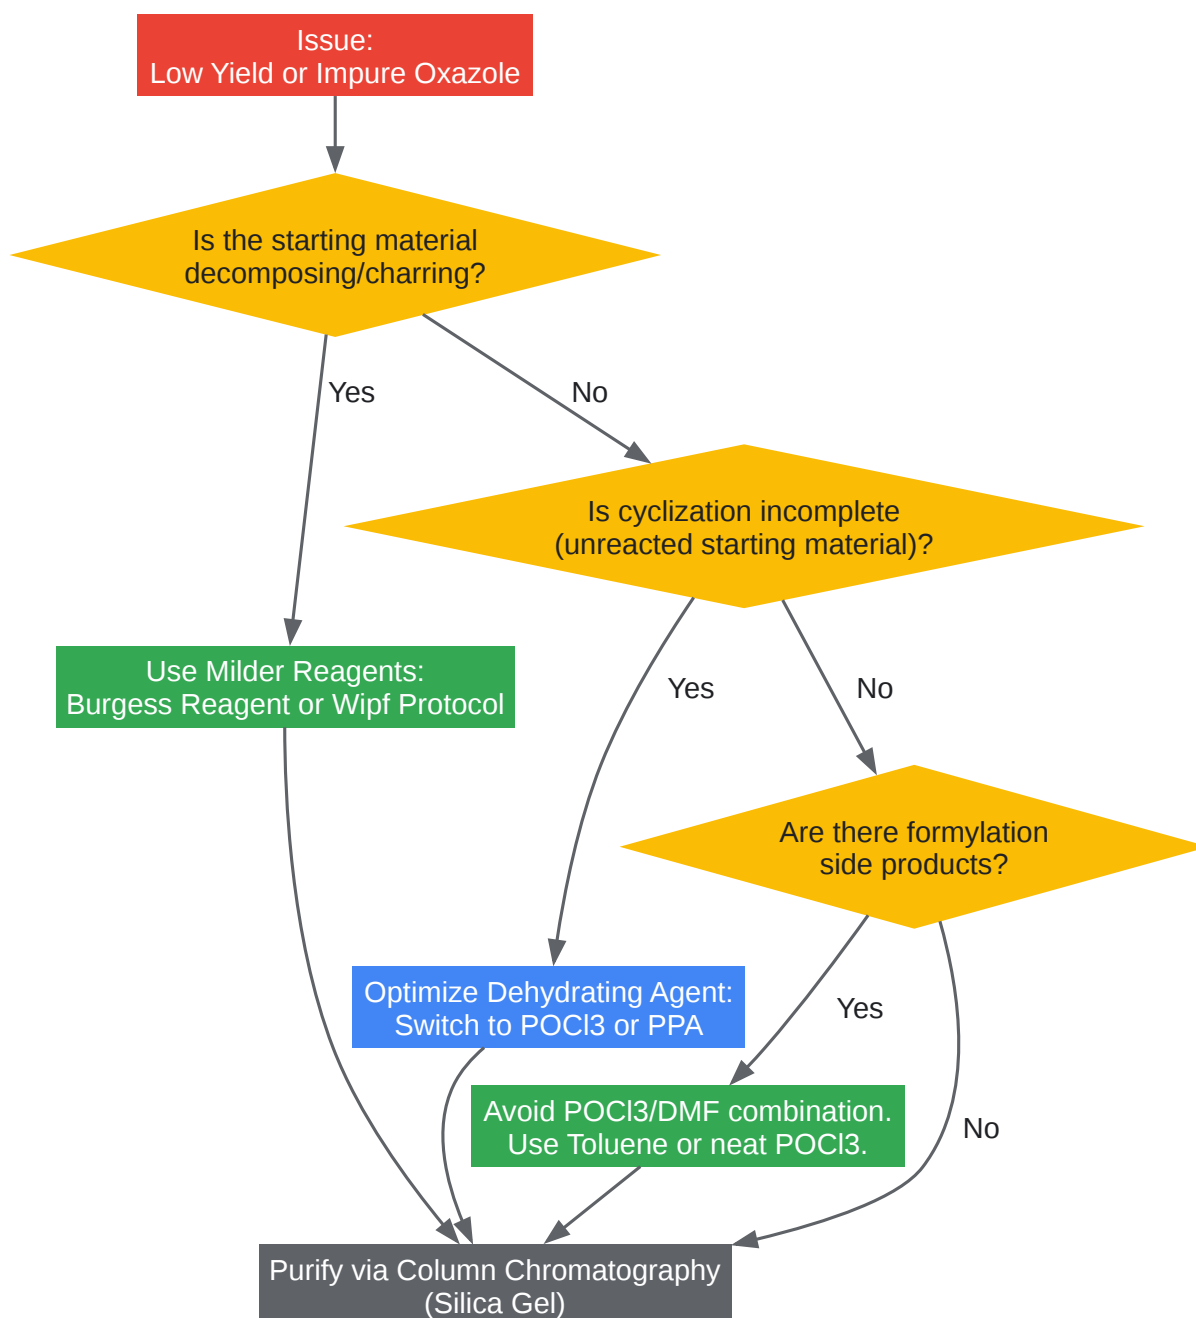 Issue:
Low Yield or Impure Oxazole
Is the starting material
decomposing/charring?
Yes
No
Is cyclization incomplete
(unreacted starting material)?
Use Milder Reagents:
Burgess Reagent or Wipf Protocol
Yes
No
Are there formylation
side products?
Optimize Dehydrating Agent:
Switch to POCl3 or PPA
Yes
Avoid POCl3/DMF combination.
Use Toluene or neat POCl3.
No
Purify via Column Chromatography
(Silica Gel)